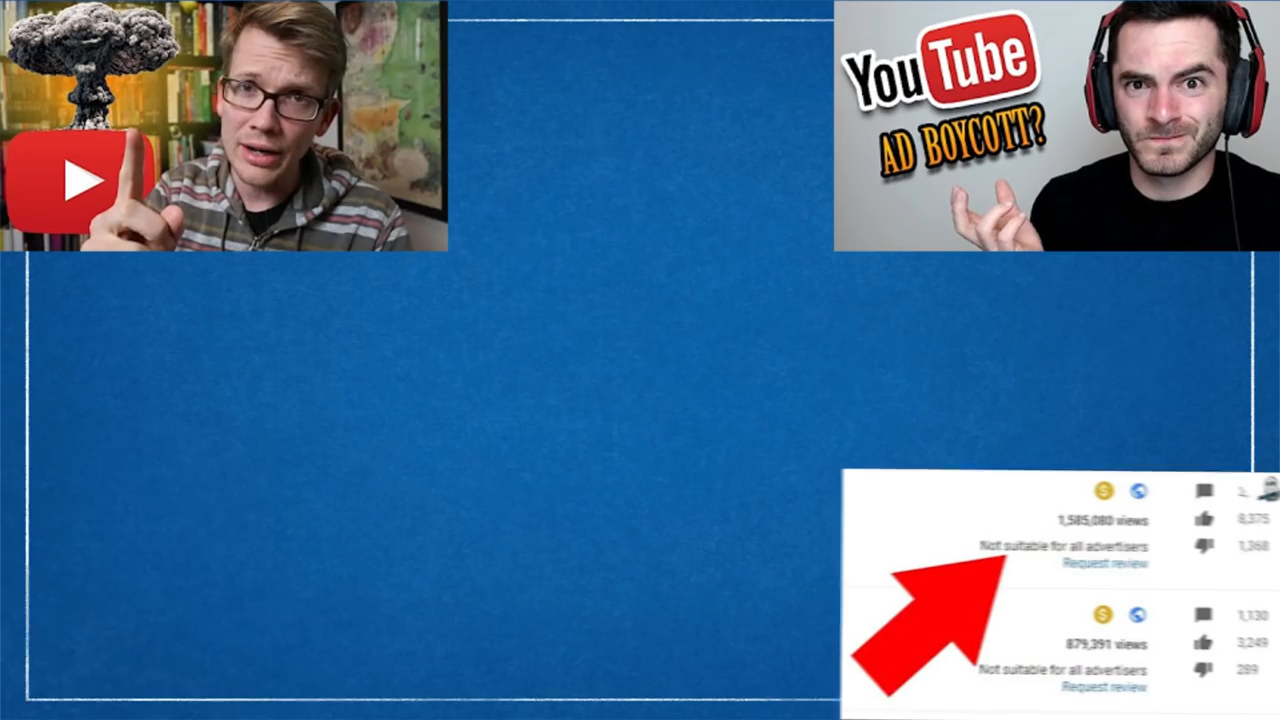 YouTube
AD BOYCOTT?
1,585,080 views
8,375
Not suitable for all advertisers
1,368
Request review
1,130
879,391 views
3,249
Not suitable for all advertisers
289
Request review